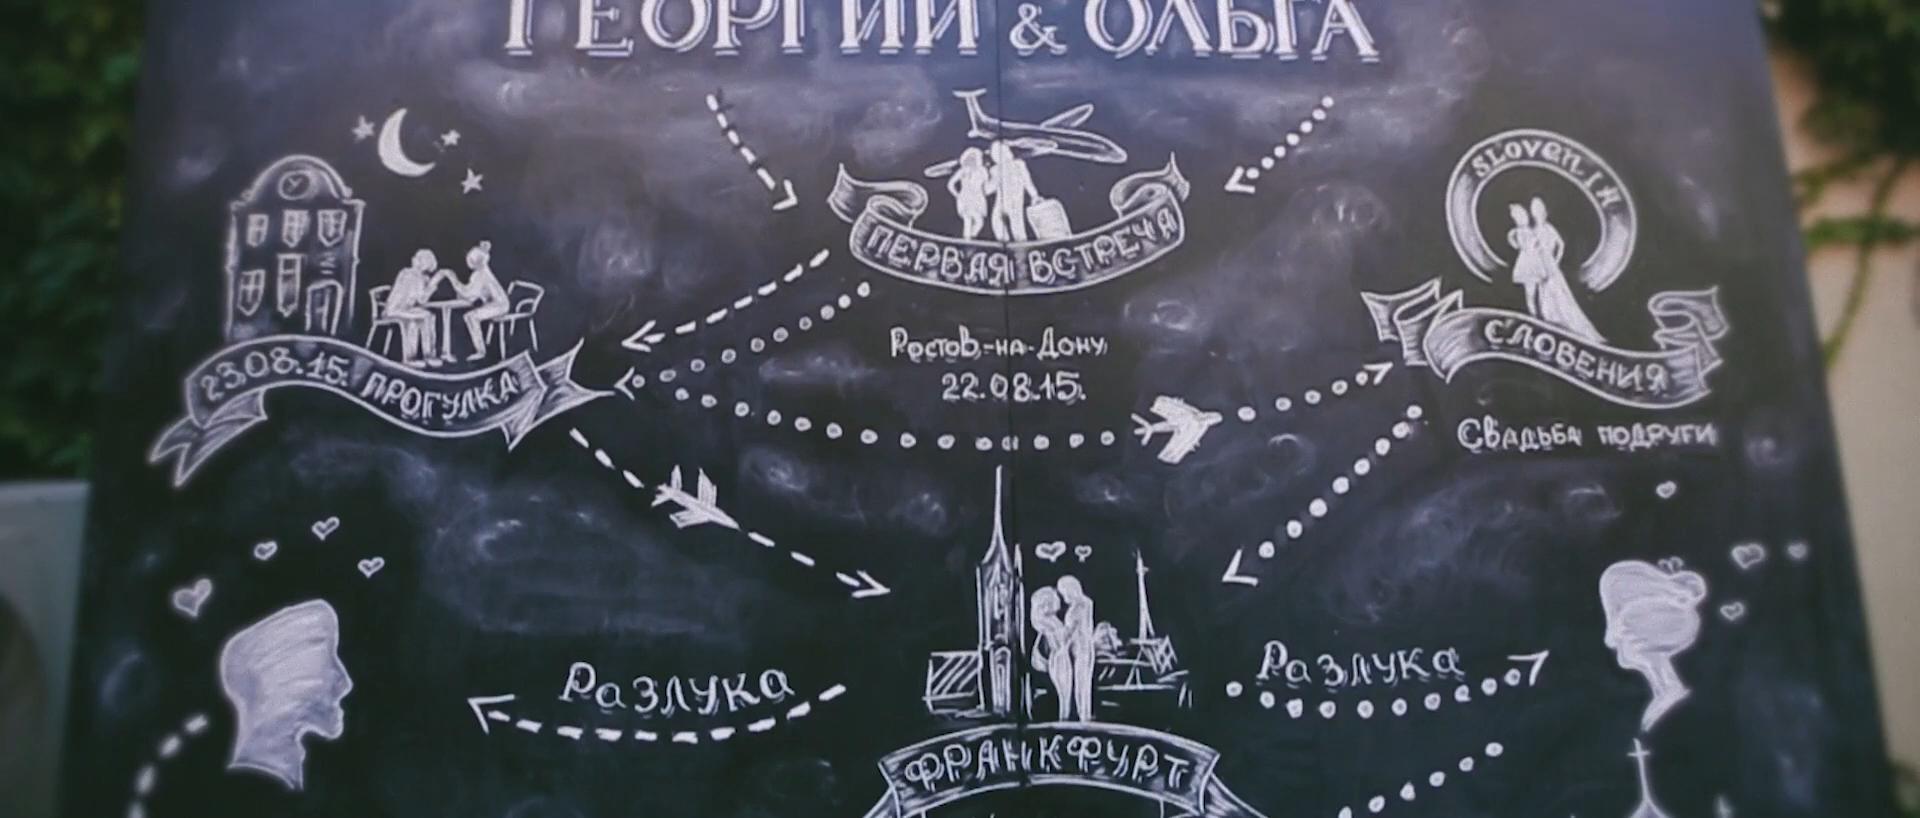 ГЕОРГИЙ & ОЛЬГА
SLOVENIA
ПЕРВАЯ ВСТРЕЧА
Ростов-на-Дону
22.08.15.
23.08.15. ПРОГУЛКА
СЛОВЕНИЯ
Свадьба подруги
Разлука
Разлука
ФРАНКФУРТ